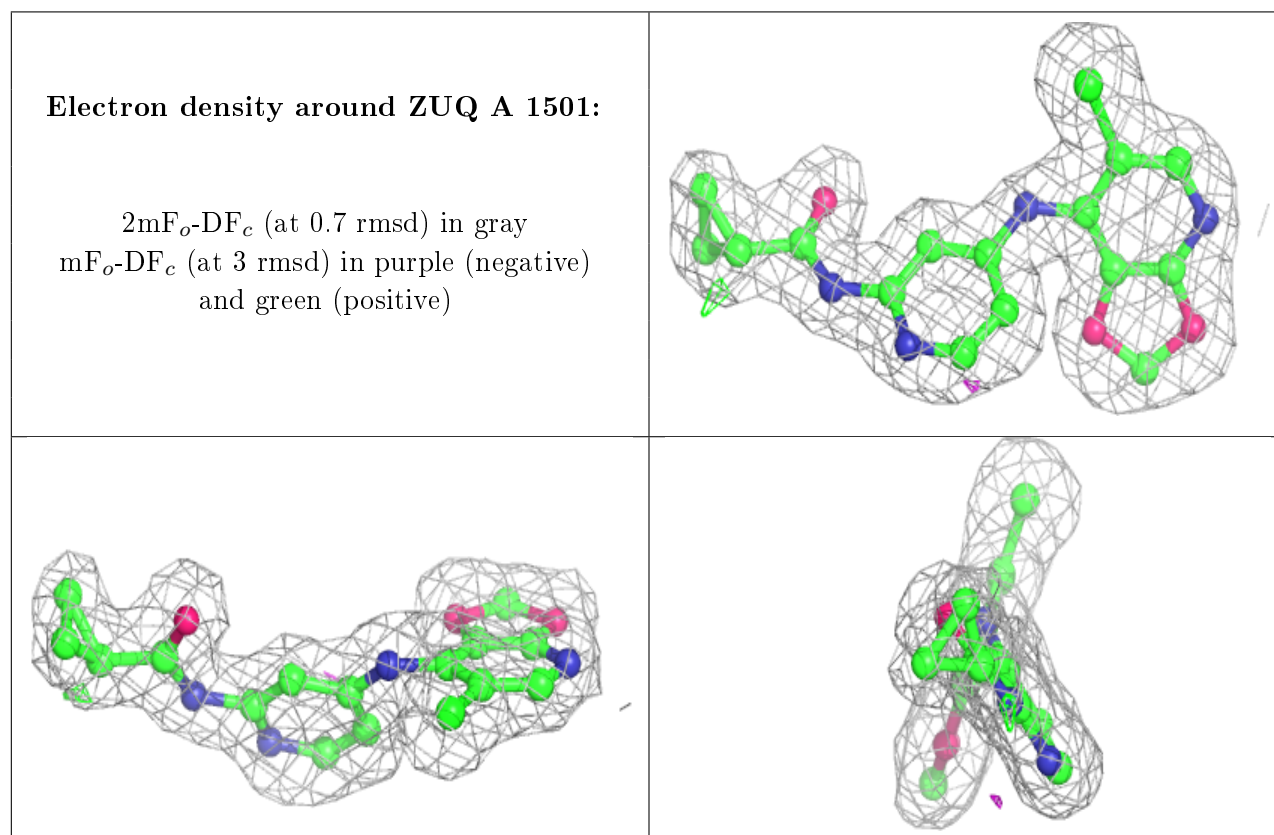 Electron density around ZUQ A 1501:
2mFo-DFc (at 0.7 rmsd) in gray
mFo-DFc (at 3 rmsd) in purple (negative)
and green (positive)